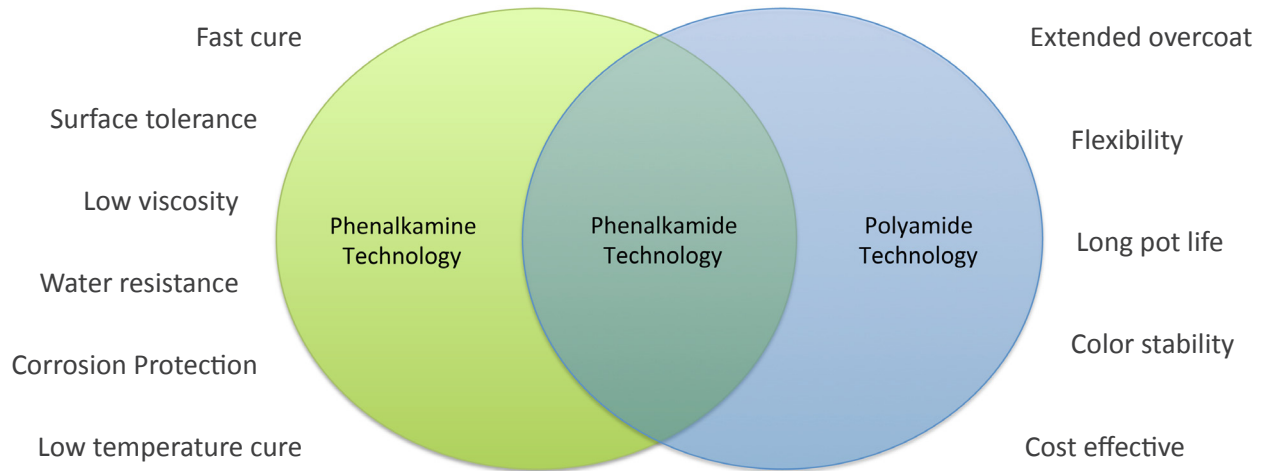 Fast cure
Surface tolerance
Low viscosity
Water resistance
Corrosion Protection
Low temperature cure
Phenalkamine
Technology
Phenalkamide
Technology
Polyamide
Technology
Extended overcoat
Flexibility
Long pot life
Color stability
Cost effective